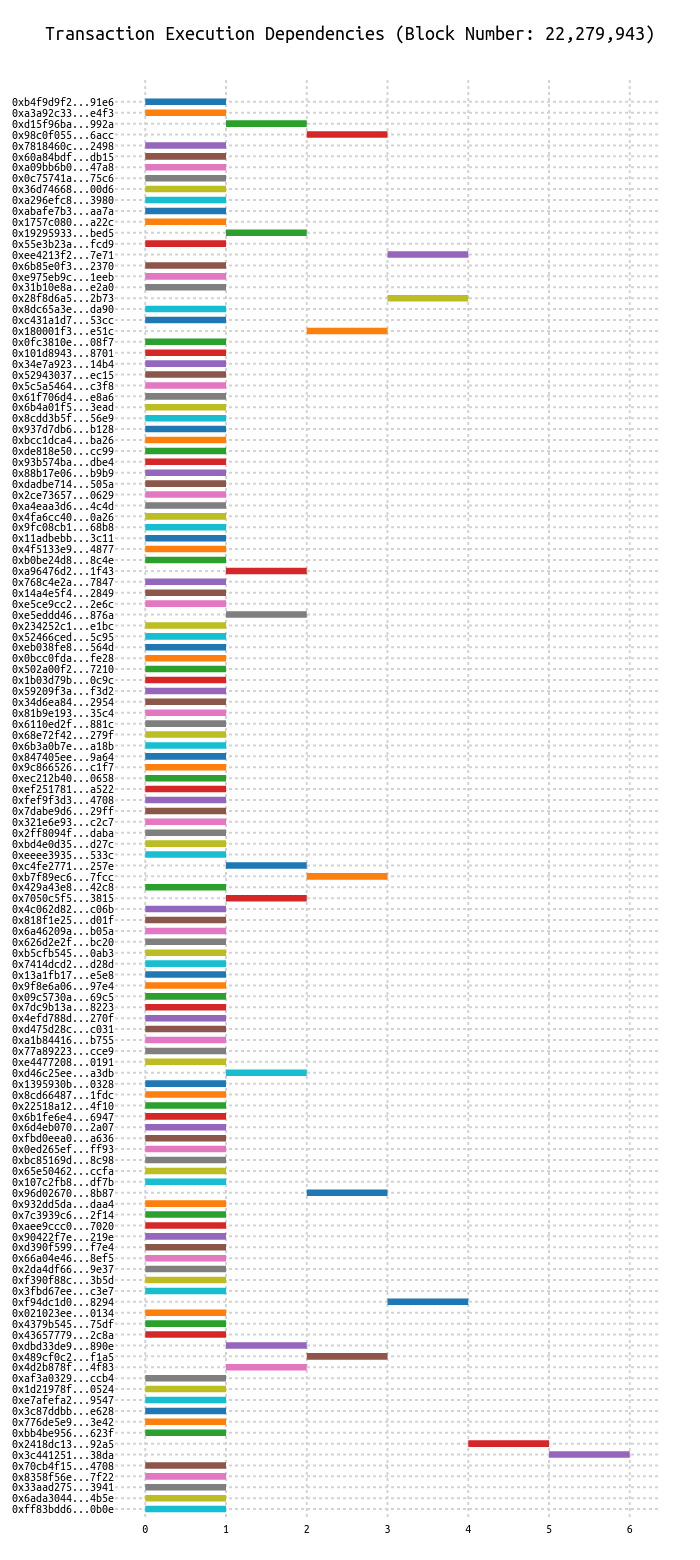 Transaction Execution Dependencies (Block Number: 22,279,943)
0xb4f9d9f2...91e6
0xa3a92c33...e4f3
0xd15f96ba...992a
0x98c0f055...6acc
0x7818460c...2498
0x60a84bdf...db15
0xa09bb6b0...47a8
0x0c75741a...75c6
0x36d74668...00d6
0xa296efc8...3980
0xabafe7b3...aa7a
0x1757c080...a22c
0x19295933...bed5
0x55e3b23a...fcd9
0xee4213f2...7e71
0x6b85e0f3...2370
0xe975eb9c...1eeb
0x31b10e8a...e2a0
0x28f8d6a5...2b73
0x8dc65a3e...da90
0xc431a1d7...53cc
0x180001f3...e51c
0x0fc3810e...08f7
0x101d8943...8701
0x34e7a923...14b4
0x52943037...ec15
0x5c5a5464...c3f8
0x61f706d4...e8a6
0x6b4a01f5...3ead
0x8cdd3b5f...56e9
0x937d7db6...b128
0xbcc1dca4...ba26
0xde818e50...cc99
0x93b574ba...dbe4
0x88b17e06...b9b9
0xdadbe714...505a
0x2ce73657...0629
0xa4eaa3d6...4c4d
0x4fa6cc40...0a26
0x9fc08cb1...68b8
0x11adbebb...3c11
0x4f5133e9...4877
0xb0be24d8...8c4e
0xa96476d2...1f43
0x768c4e2a...7847
0x14a4e5f4...2849
0xe5ce9cc2...2e6c
0xe5eddd46...876a
0x234252c1...e1bc
0x52466ced...5c95
0xeb038fe8...564d
0x0bcc0fda...fe28
0x502a00f2...7210
0x1b03d79b...0c9c
0x59209f3a...f3d2
0x34d6ea84...2954
0x81b9e193...35c4
0x6110ed2f...881c
0x68e72f42...279f
0x6b3a0b7e...a18b
0x847405ee...9a64
0x9c866526...c1f7
0xec212b40...0658
0xef251781...a522
0xfef9f3d3...4708
0x7dabe9d6...29ff
0x321e6e93...c2c7
0x2ff8094f...daba
0xbd4e0d35...d27c
0xeeee3935...533c
0xc4fe2771...257e
0xb7f89ec6...7fcc
0x429a43e8...42c8
0x7050c5f5...3815
0x4c062d82...c06b
0x818f1e25...d01f
0x6a46209a...b05a
0x626d2e2f...bc20
0xb5cfb545...0ab3
0x7414dcd2...d28d
0x13a1fb17...e5e8
0x9f8e6a06...97e4
0x09c5730a...69c5
0x7dc9b13a...8223
0x4efd788d...270f
0xd475d28c...c031
0xa1b84416...b755
0x77a89223...cce9
0xe4477208...0191
0xd46c25ee...a3db
0x1395930b...0328
0x8cd66487...1fdc
0x22518a12...4f10
0x6b1fe6e4...6947
0x6d4eb070...2a07
0xfbd0eea0...a636
0x0ed265ef...ff93
0xbc85169d...8c98
0x65e50462...ccfa
0x107c2fb8...df7b
0x96d02670...8b87
0x932dd5da...daa4
0x7c3939c6...2f14
0xaee9ccc0...7020
0x90422f7e...219e
0xd390f599...f7e4
0x66a04e46...8ef5
0x2da4df66...9e37
0xf390f88c...3b5d
0x3fbd67ee...c3e7
0xf94dc1d0...8294
0x021023ee...0134
0x4379b545...75df
0x43657779...2c8a
0xdbd33de9...890e
0x489cf0c2...f1a5
0x4d2b878f...4f83
0xaf3a0329...ccb4
0x1d21978f...0524
0xe7afefa2...9547
0x3c87ddbb...e628
0x776de5e9...3e42
0xbb4be956...623f
0x2418dc13...92a5
0x3c441251...38da
0x70cb4f15...4708
0x8358f56e...7f22
0x33aad275...3941
0x6ada3044...4b5e
0xff83bdd6...0b0e
0 1 2 3 4 5 6